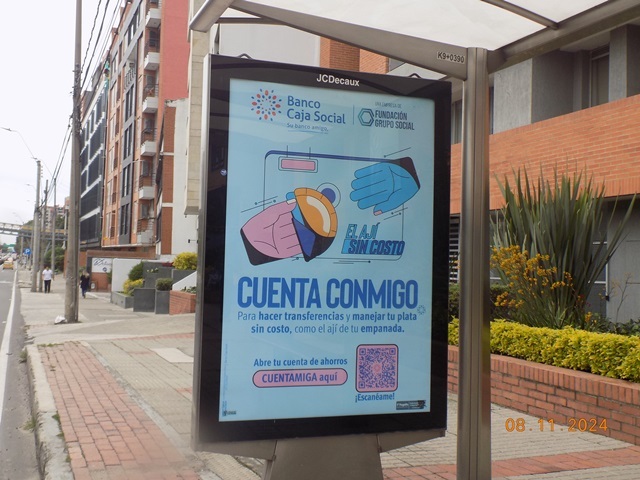 K9+0390
JCDecaux
Banco
Caja Social
Su banco amigo
FUNDACIÓN
GRUPO SOCIAL
EL AJÍ
SIN COSTO
CUENTA CONMIGO
Para hacer transferencias y manejar tu plata
sin costo, como el ají de tu empanada.
Abre tu cuenta de ahorros
CUENTAMIGA aquí
¡Escanéame!
08.11.2024